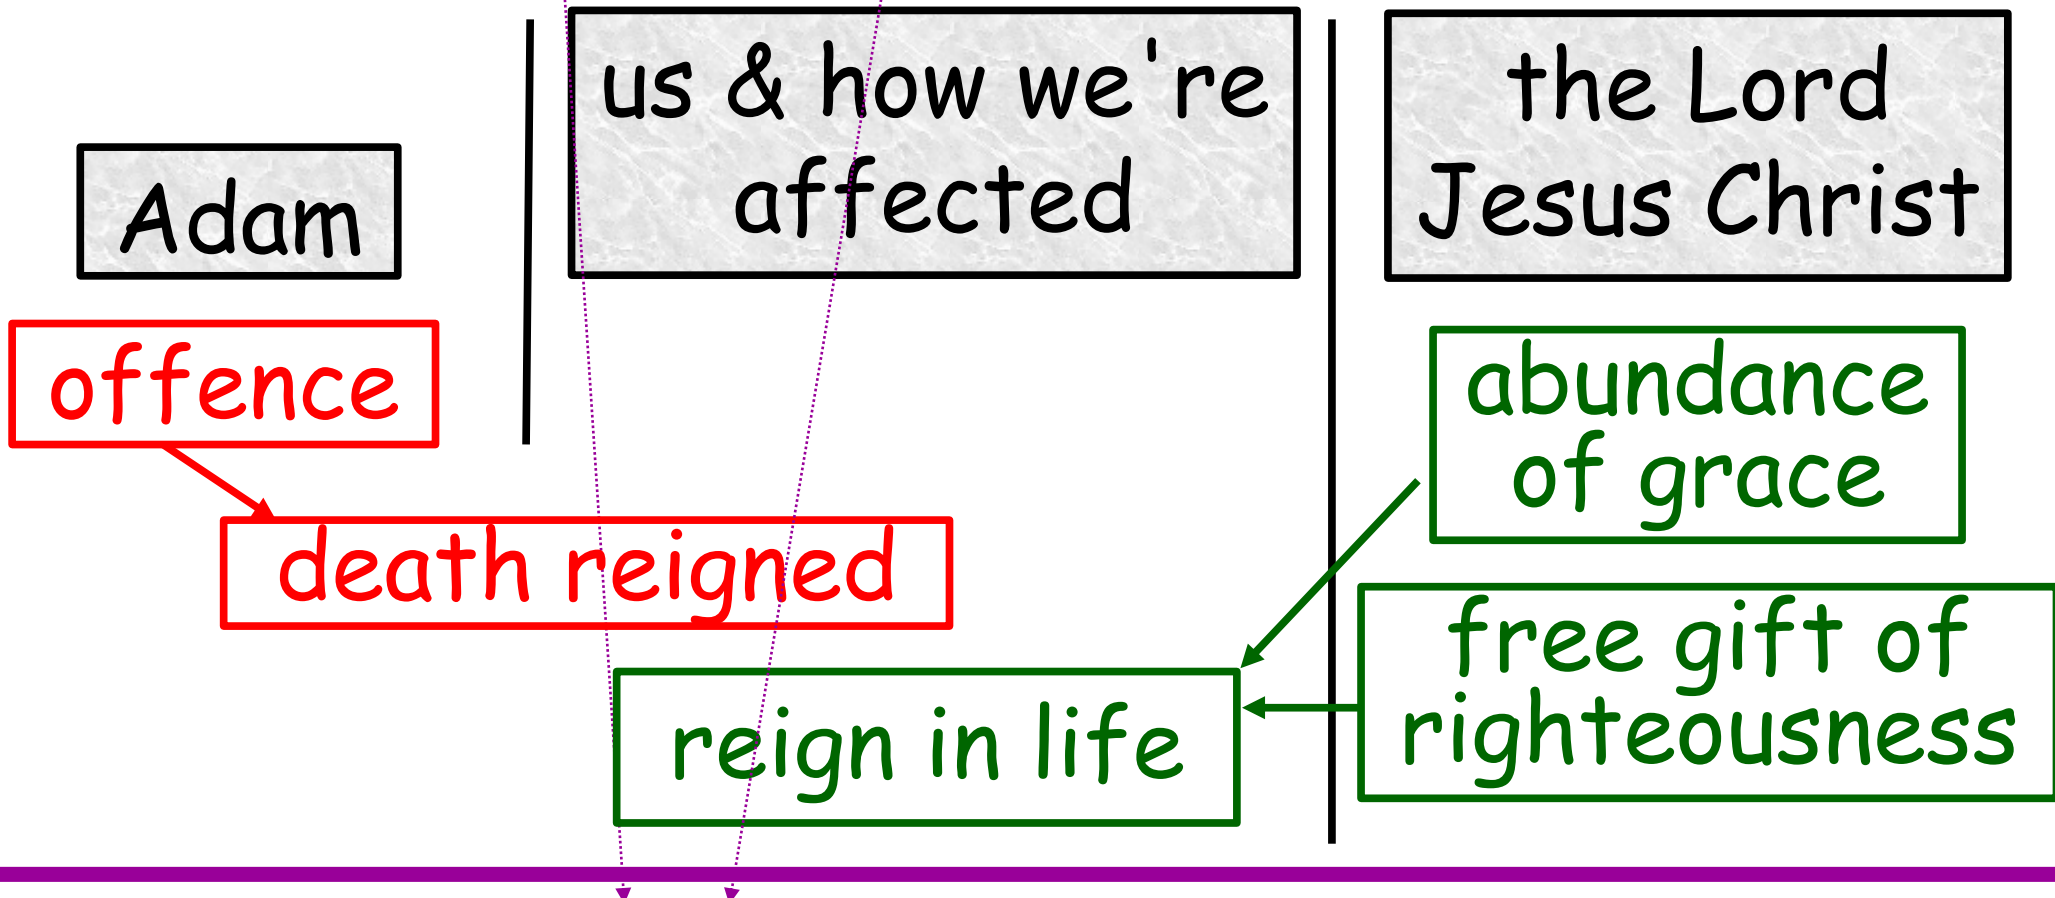 Adam
us & how we're
affected
the Lord
Jesus Christ
offence
death reigned
reign in life
abundance
of grace
free gift of
righteousness